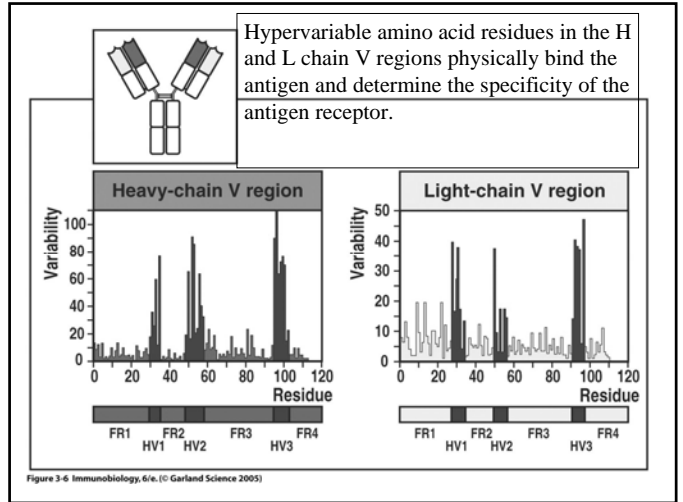 Hypervariable amino acid residues in the H
and L chain V regions physically bind the
antigen and determine the specificity of the
antigen receptor.
Heavy-chain V region
Variability
100
80
60
40
20
0
0 20 40 60 80 100 120
Residue
FR1 FR2 FR3 FR4
HV1 HV2 HV3
Light-chain V region
Variability
50
40
30
20
10
0
0 20 40 60 80 100 120
Residue
FR1 FR2 FR3 FR4
HV1 HV2 HV3
Figure 3-6 Immunobiology, 6/e. (© Garland Science 2005)